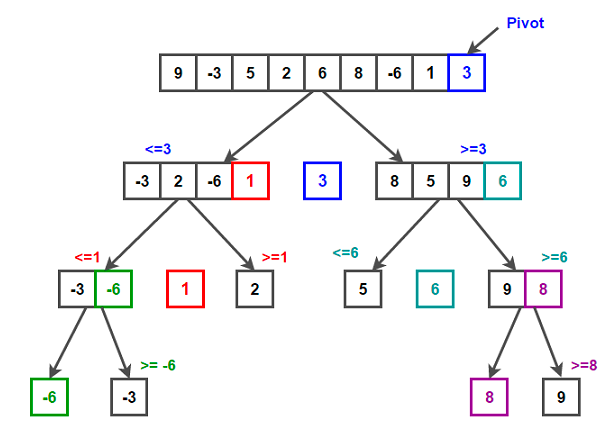 Pivot
9 -3 5 2 6 8 -6 1 3
<=3 >=3
-3 2 -6 1 3 8 5 9 6
<=1 >=1 <=6 >=6
-3 -6 1 2 5 6 9 8
>= -6 >=8
-6 -3 8 9